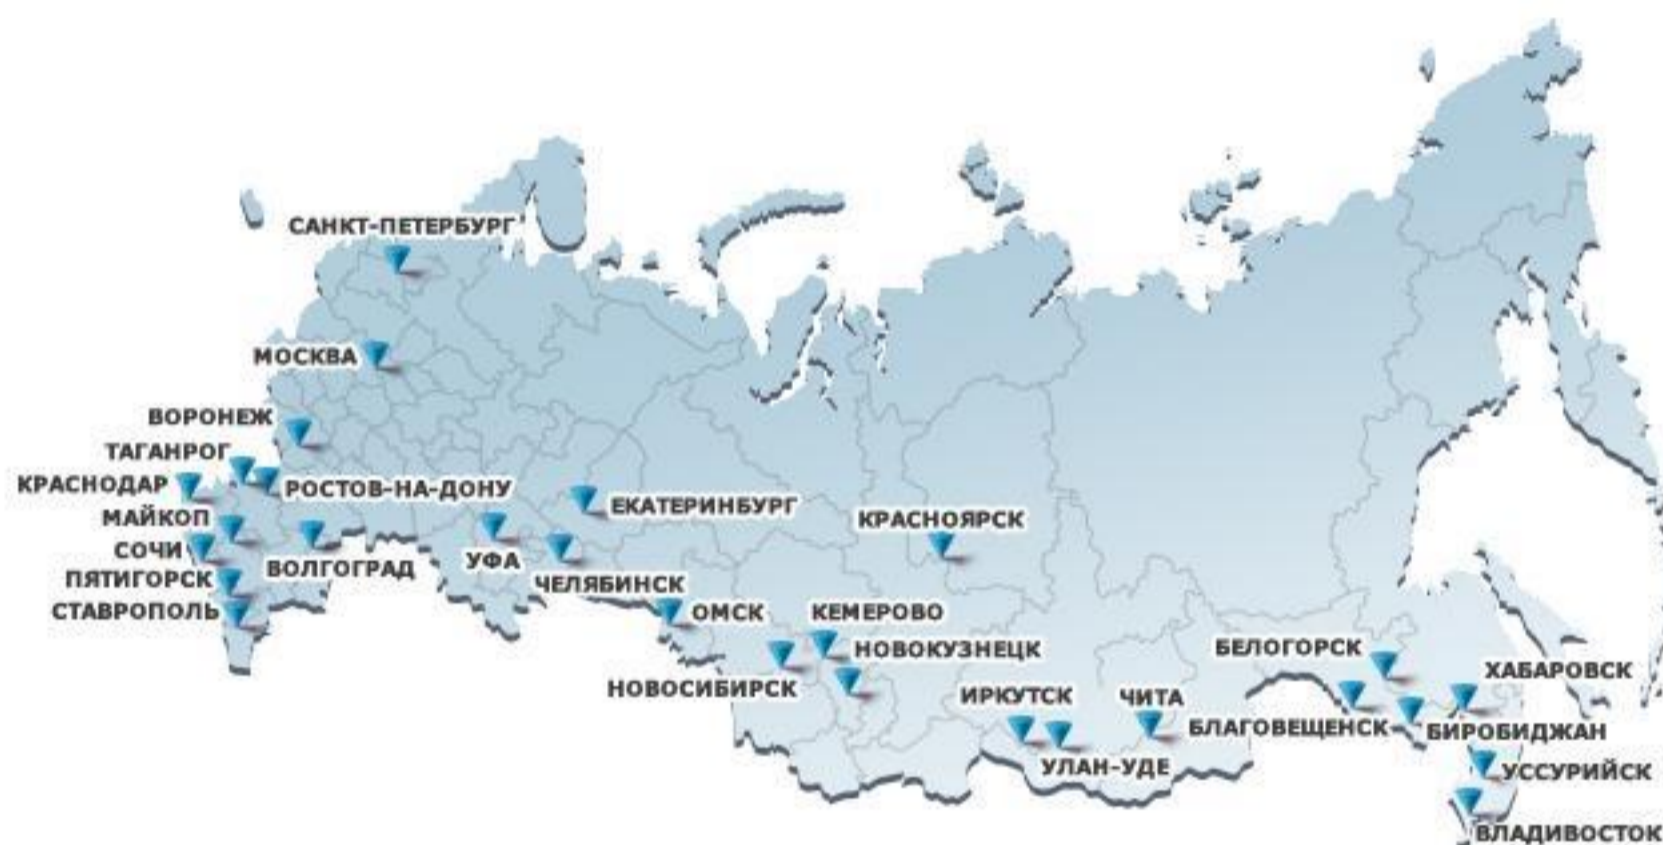 САНКТ-ПЕТЕРБУРГ
МОСКВА
ВОРОНЕЖ
ТАГАНРОГ
КРАСНОДАР
РОСТОВ-НА-ДОНУ
МАЙКОП
СОЧИ
ВОЛГОГРАД
ПЯТИГОРСК
СТАВРОПОЛЬ
УФА
ЕКАТЕРИНБУРГ
ЧЕЛЯБИНСК
ОМСК
КРАСНОЯРСК
КЕМЕРОВО
НОВОКУЗНЕЦК
НОВОСИБИРСК
ИРКУТСК
УЛАН-УДЕ
ЧИТА
БЕЛОГОРСК
БЛАГОВЕЩЕНСК
ХАБАРОВСК
БИРОБИДЖАН
УССУРИЙСК
ВЛАДИВОСТОК